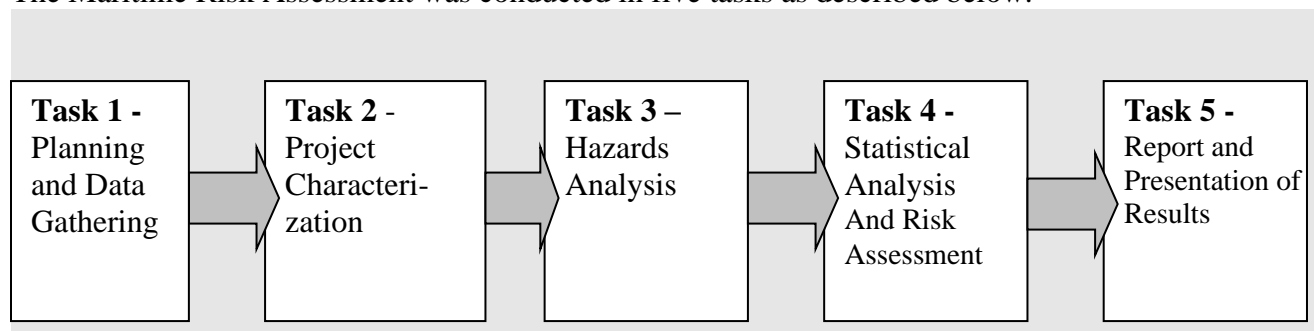 The Maritime Risk Assessment was conducted in five tasks as described below.
Task 1 -
Planning
and Data
Gathering
Task 2 -
Project
Characteri-
zation
Task 3 –
Hazards
Analysis
Task 4 -
Statistical
Analysis
And Risk
Assessment
Task 5 -
Report and
Presentation of
Results